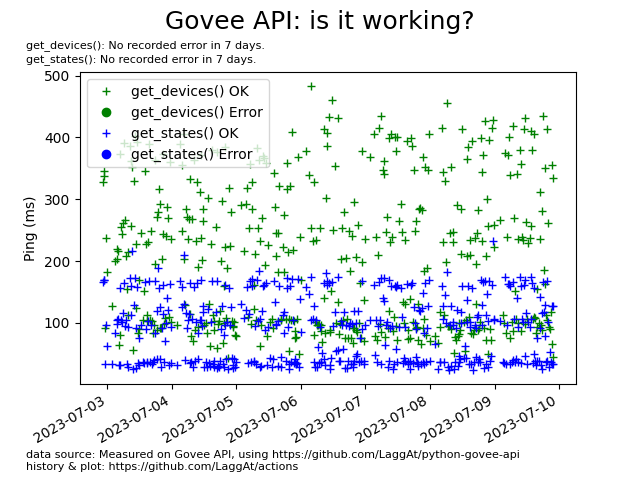 Govee API: is it working?
get_devices(): No recorded error in 7 days.
get_states(): No recorded error in 7 days.
500
400
300
200
100
Ping (ms)
get_devices() OK
get_devices() Error
get_states() OK
get_states() Error
2023-07-03
2023-07-04
2023-07-05
2023-07-06
2023-07-07
2023-07-08
2023-07-09
2023-07-10
data source: Measured on Govee API, using https://github.com/LaggAt/python-govee-api
history & plot: https://github.com/LaggAt/actions